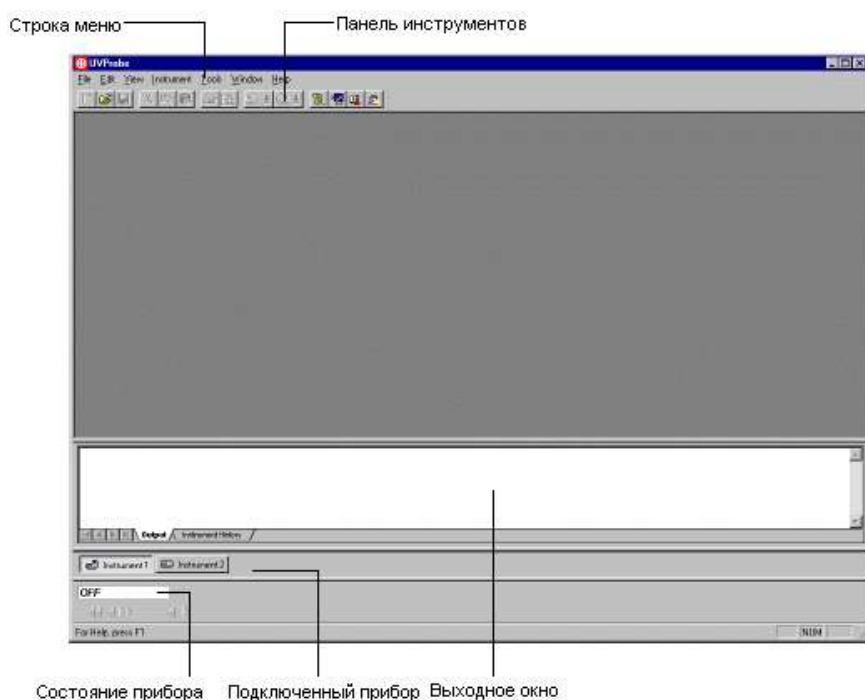 Строка меню
Панель инструментов
UVProbe
File Edit View Instrument Tools Window Help
Output Instrument History
Instrument1 Instrument2
OFF
For Help, press F1
NUM
Состояние прибора Подключенный прибор Выходное окно